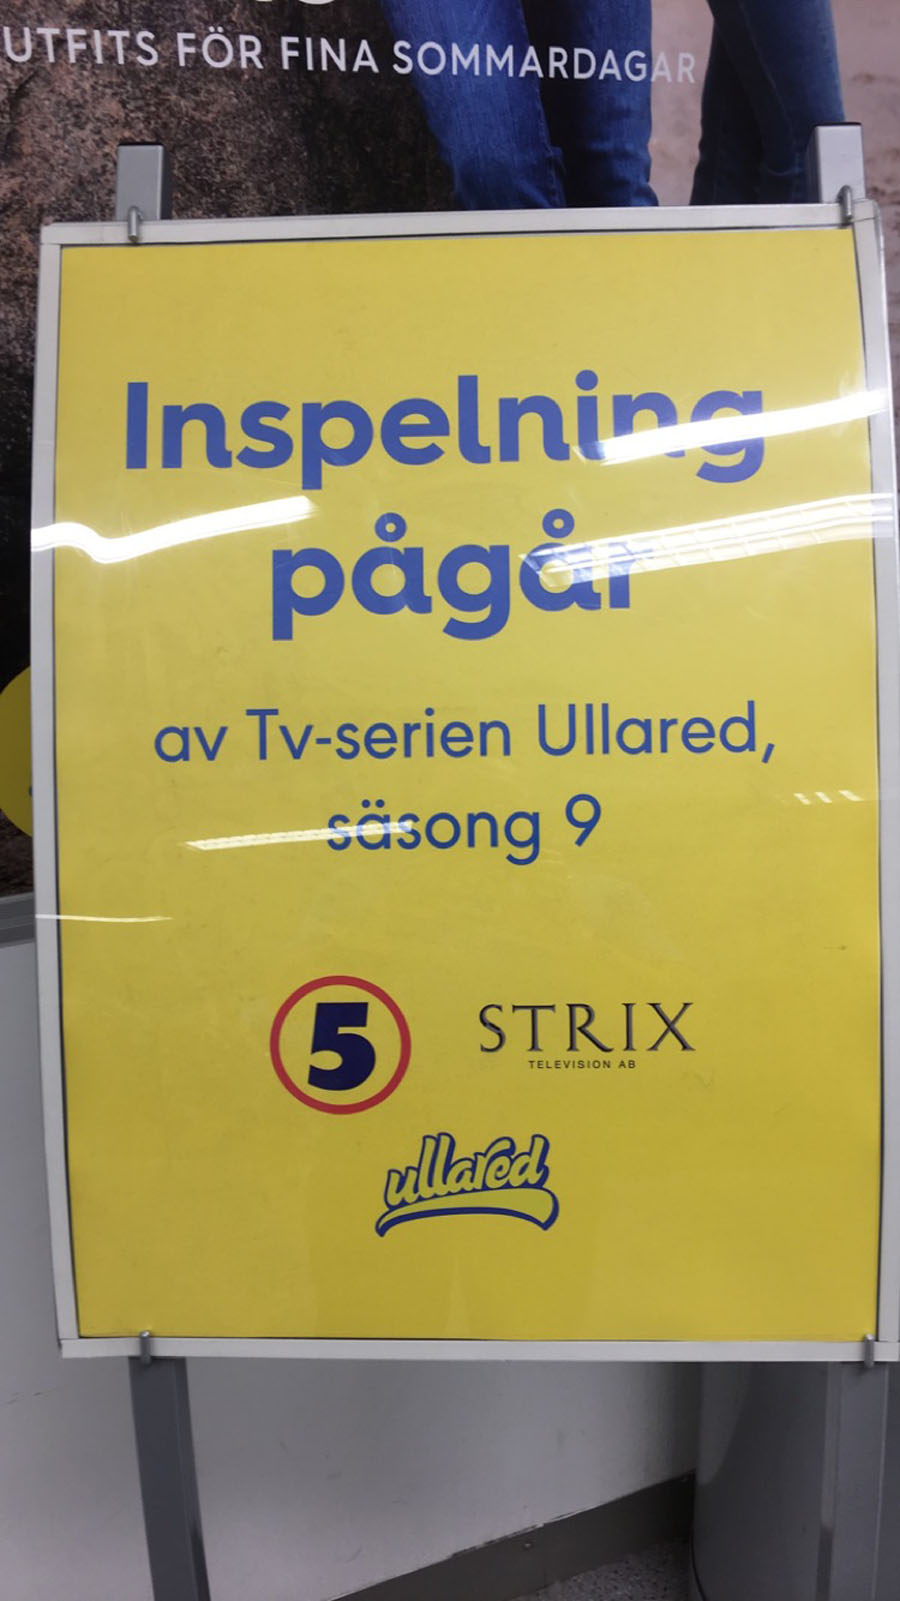 UTFITS FÖR FINA SOMMARDAGAR
Inspelning
pågår
av Tv-serien Ullared,
säsong 9
5
STRIX
TELEVISION AB
ullared